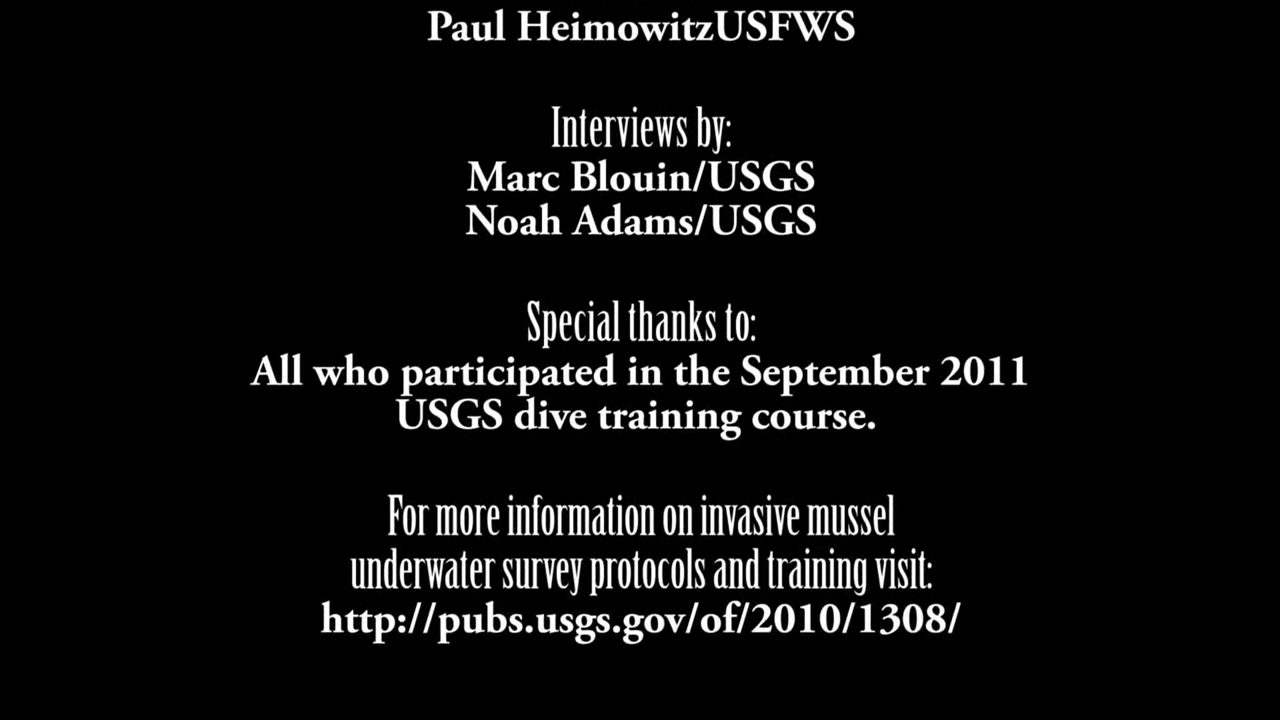 Paul HeimowitzUSFWS
Interviews by:
Marc Blouin/USGS
Noah Adams/USGS
Special thanks to:
All who participated in the September 2011
USGS dive training course.
For more information on invasive mussel
underwater survey protocols and training visit:
http://pubs.usgs.gov/of/2010/1308/